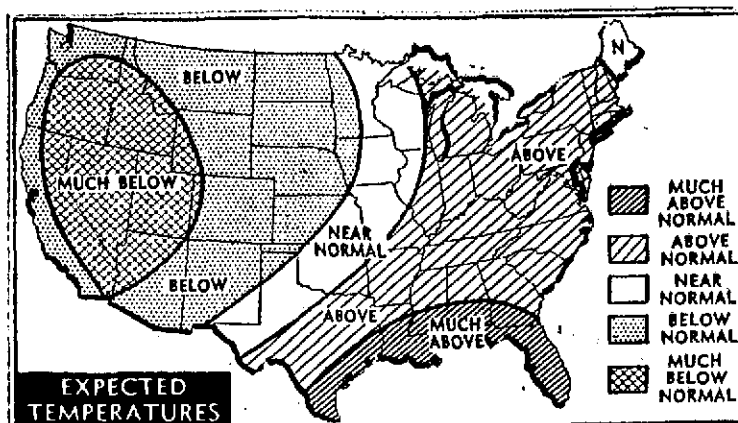 N
BELOW
ABOVE
MUCH BELOW
NEAR
NORMAL
BELOW
ABOVE
MUCH
ABOVE
MUCH
ABOVE
NORMAL
ABOVE
NORMAL
NEAR
NORMAL
BELOW
NORMAL
MUCH
BELOW
NORMAL
EXPECTED
TEMPERATURES